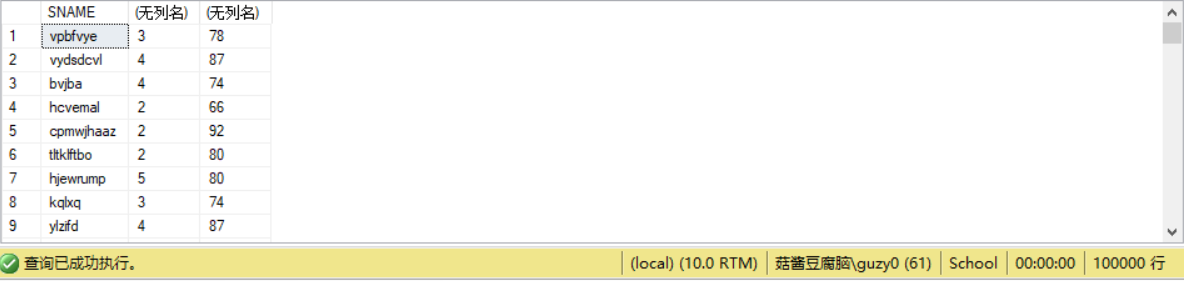 SNAME (无列名) (无列名)
1 vpbfvye 3 78
2 vydsdcvl 4 87
3 bvjba 4 74
4 hcvemal 2 66
5 cpmwjhaaz 2 92
6 tltklftbo 2 80
7 hjewrump 5 80
8 kqlxq 3 74
9 ylzifd 4 87
查询已成功执行。 (local) (10.0 RTM) 菇酱豆腐脑\guzy0 (61) School 00:00:00 100000 行